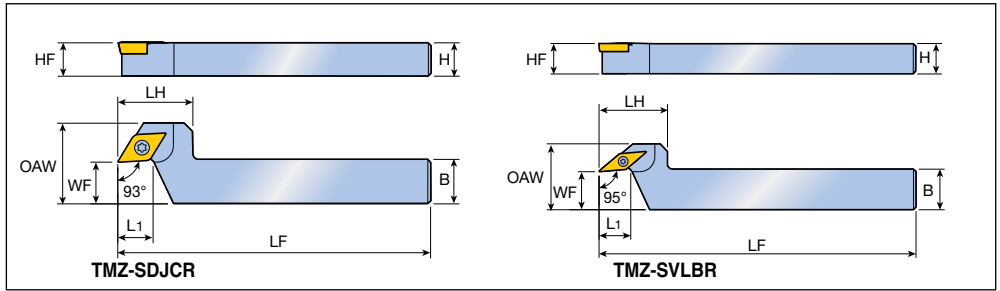 HF
H
LH
OAW
WF
93°
L1
B
LF
TMZ-SDJCR
HF
H
LH
OAW
WF
95°
L1
B
LF
TMZ-SVLBR